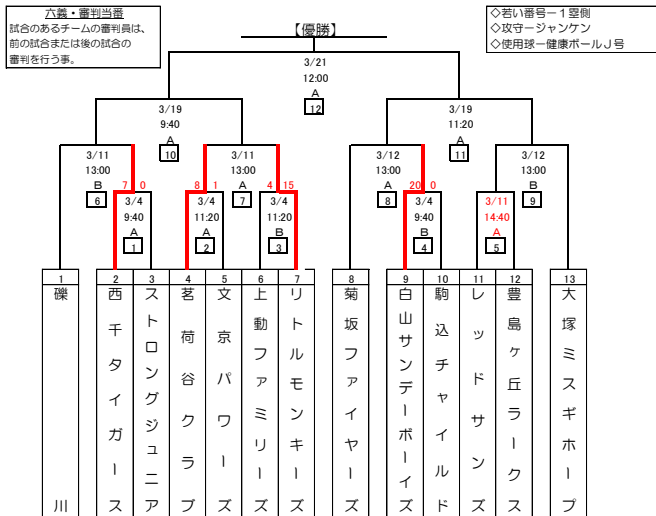 六義・審判当番
試合のあるチームの審判員は、
前の試合または後の試合の
審判を行う事。
【優勝】
◇若い番号ー1塁側
◇攻守ージャンケン
◇使用球ー健康ボールJ号
3/21
12:00
A
12
3/19
9:40
A
10
3/19
11:20
A
11
3/11
13:00
B
6
3/11
13:00
A
7
3/12
13:00
A
8
3/12
13:00
B
9
7 0
3/4
9:40
A
1
8 1
3/4
11:20
A
2
4 15
3/4
11:20
B
3
20 0
3/4
9:40
B
4
3/11
14:40
A
5
1 2 3 4 5 6 7 8 9 10 11 12 13
礫川
西千タイガース
ストロングジュニア
茗荷谷クラブ
文京パワーズ
上動ファミリーズ
リトルモンキーズ
菊坂ファイヤーズ
白山サンデーボーイズ
駒込チャイルド
レッドサンズ
豊島ヶ丘ラークス
大塚ミスギホープ